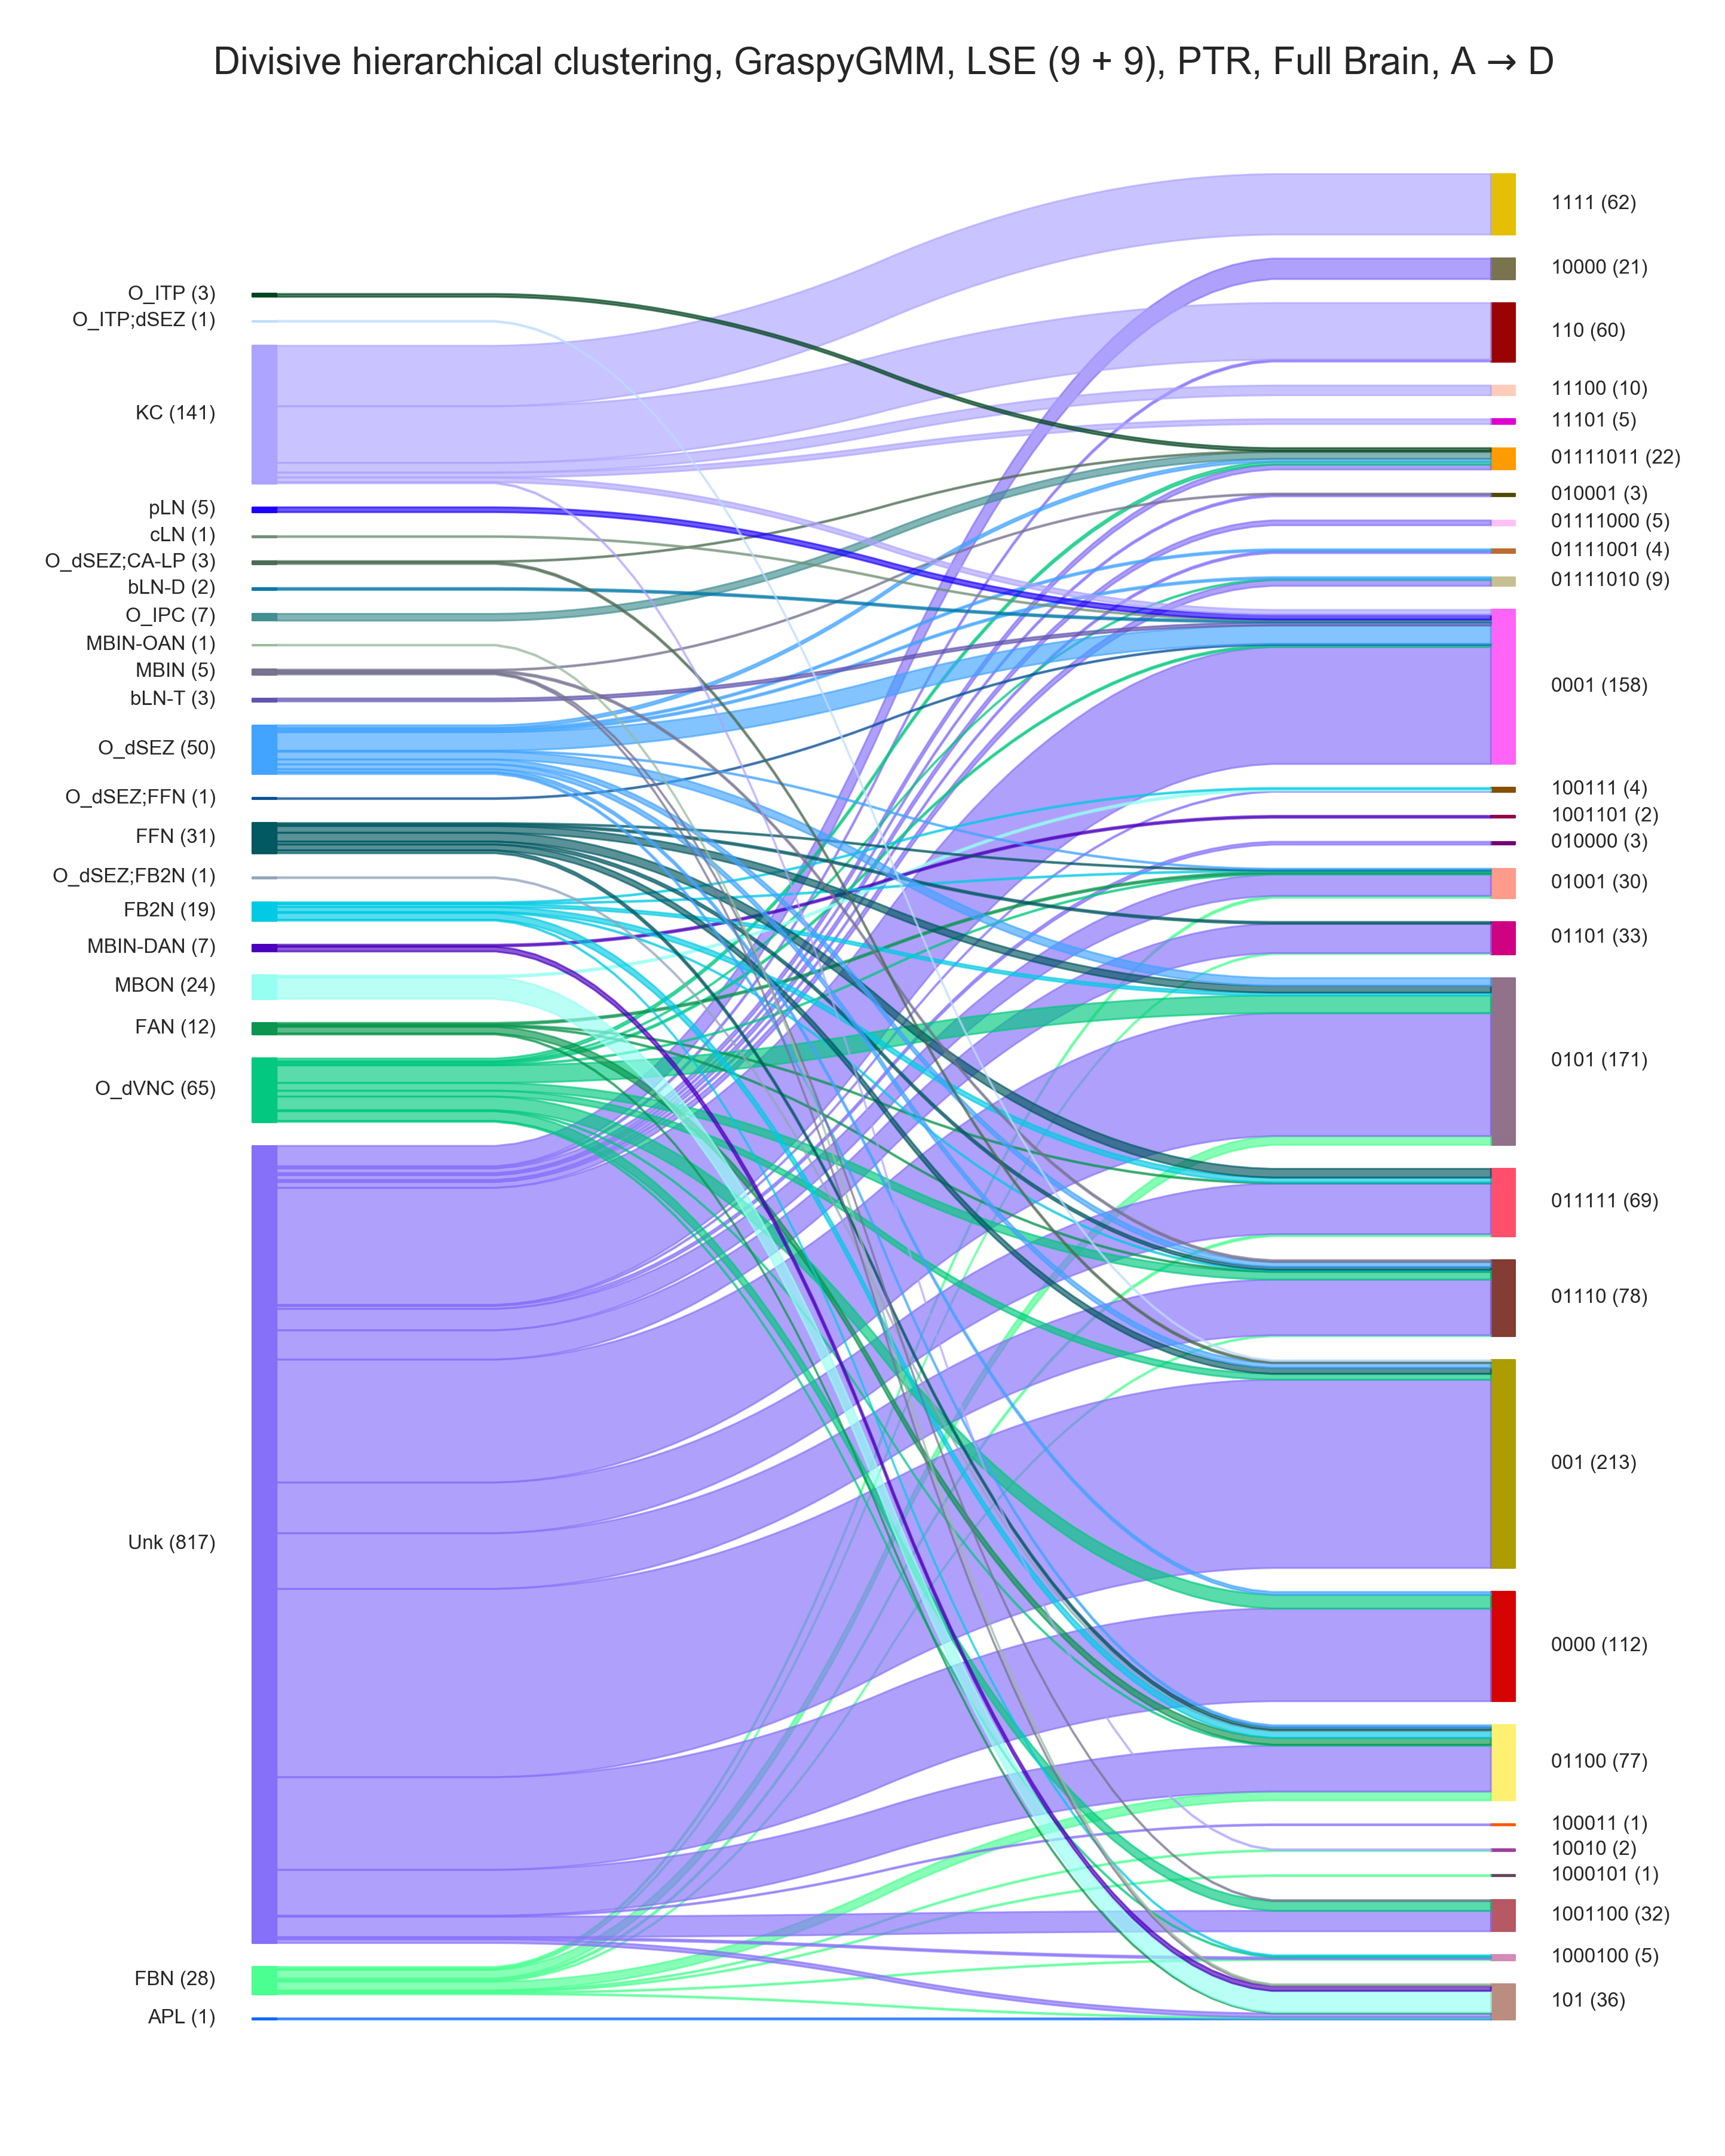 Divisive hierarchical clustering, GraspyGMM, LSE (9 + 9), PTR, Full Brain, A → D
O_ITP (3)
O_ITP;dSEZ (1)
KC (141)
pLN (5)
cLN (1)
O_dSEZ;CA-LP (3)
bLN-D (2)
O_IPC (7)
MBIN-OAN (1)
MBIN (5)
bLN-T (3)
O_dSEZ (50)
O_dSEZ;FFN (1)
FFN (31)
O_dSEZ;FB2N (1)
FB2N (19)
MBIN-DAN (7)
MBON (24)
FAN (12)
O_dVNC (65)
Unk (817)
FBN (28)
APL (1)
1111 (62)
10000 (21)
110 (60)
11100 (10)
11101 (5)
01111011 (22)
010001 (3)
01111000 (5)
01111001 (4)
01111010 (9)
0001 (158)
100111 (4)
1001101 (2)
010000 (3)
01001 (30)
01101 (33)
0101 (171)
011111 (69)
01110 (78)
001 (213)
0000 (112)
01100 (77)
100011 (1)
10010 (2)
1000101 (1)
1001100 (32)
1000100 (5)
101 (36)